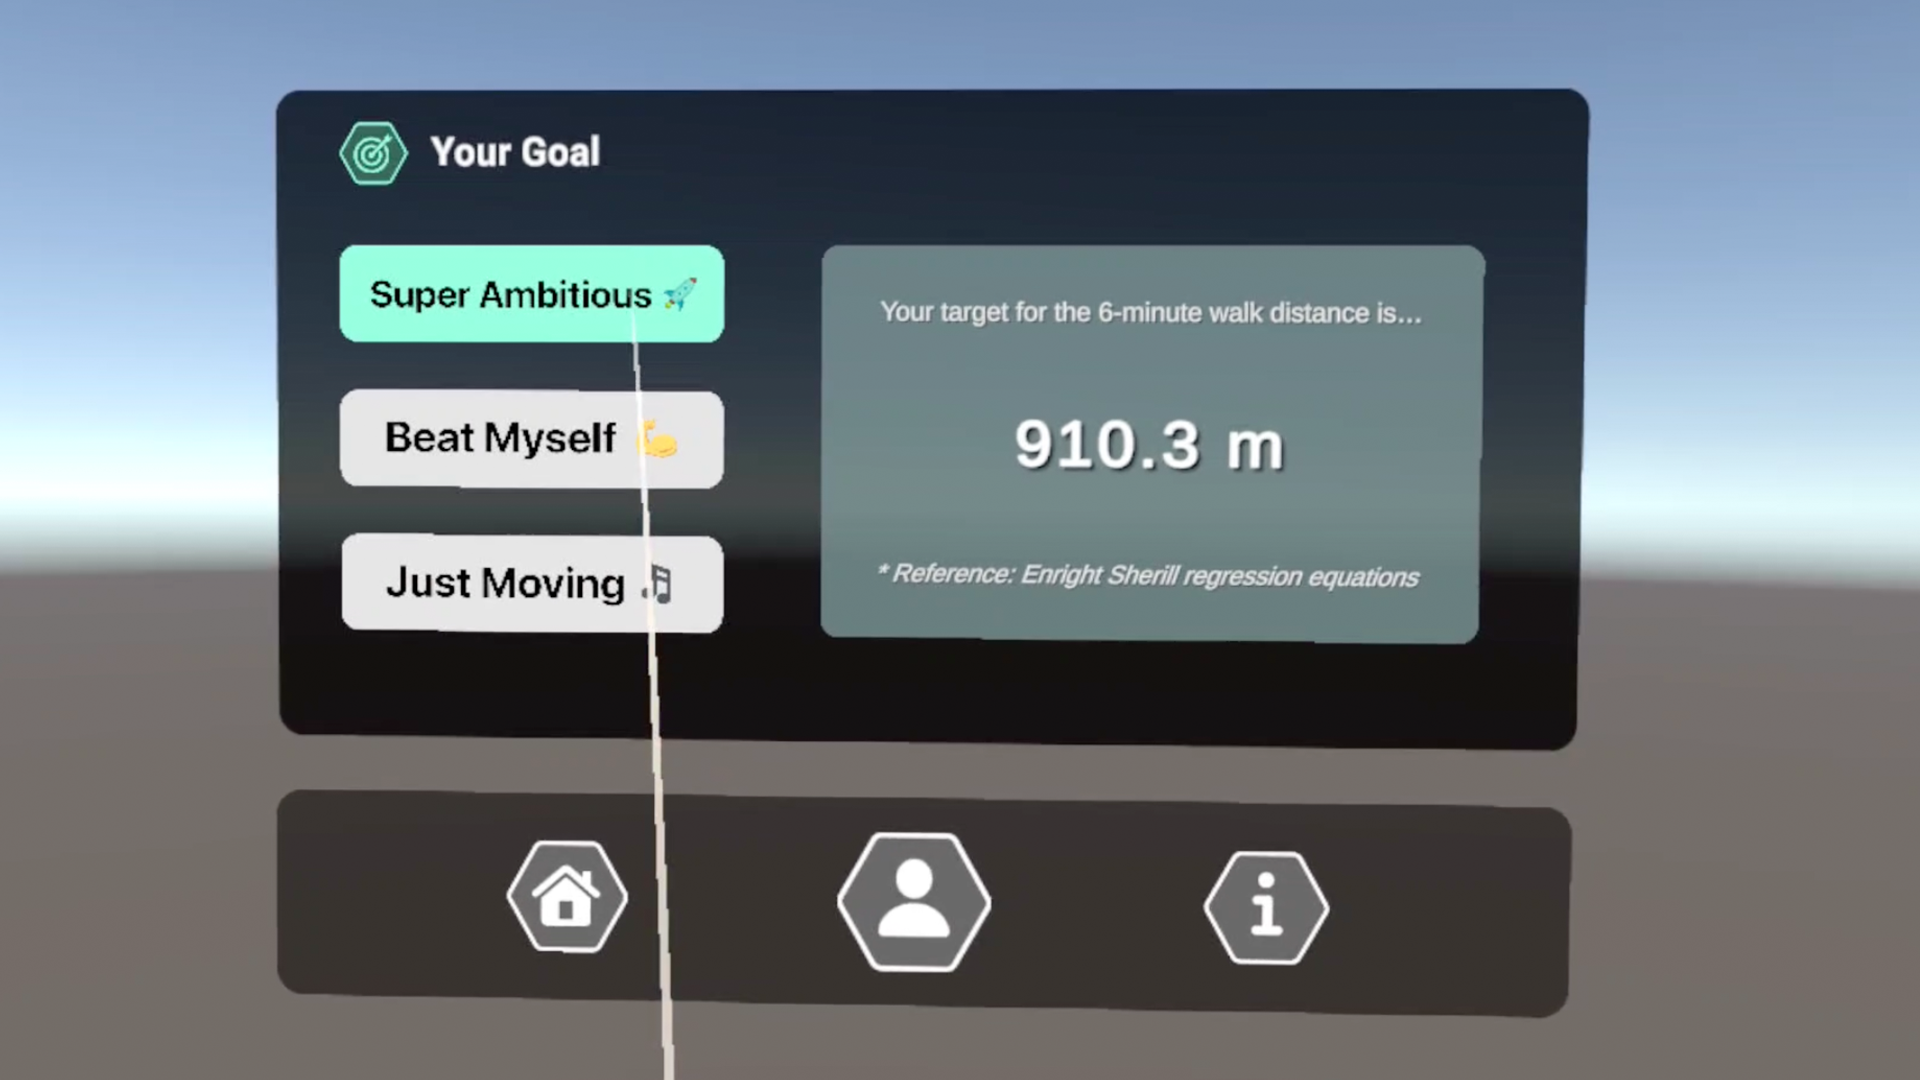 Your Goal
Super Ambitious 🚀
Beat Myself 💪
Just Moving 🎵
Your target for the 6-minute walk distance is...
910.3 m
* Reference: Enright Sherill regression equations